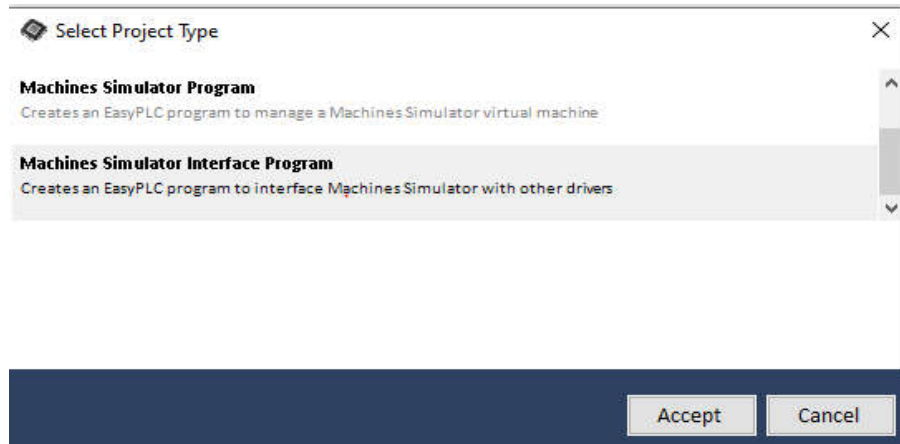 Select Project Type
Machines Simulator Program
Creates an EasyPLC program to manage a Machines Simulator virtual machine
Machines Simulator Interface Program
Creates an EasyPLC program to interface Machines Simulator with other drivers
Accept
Cancel